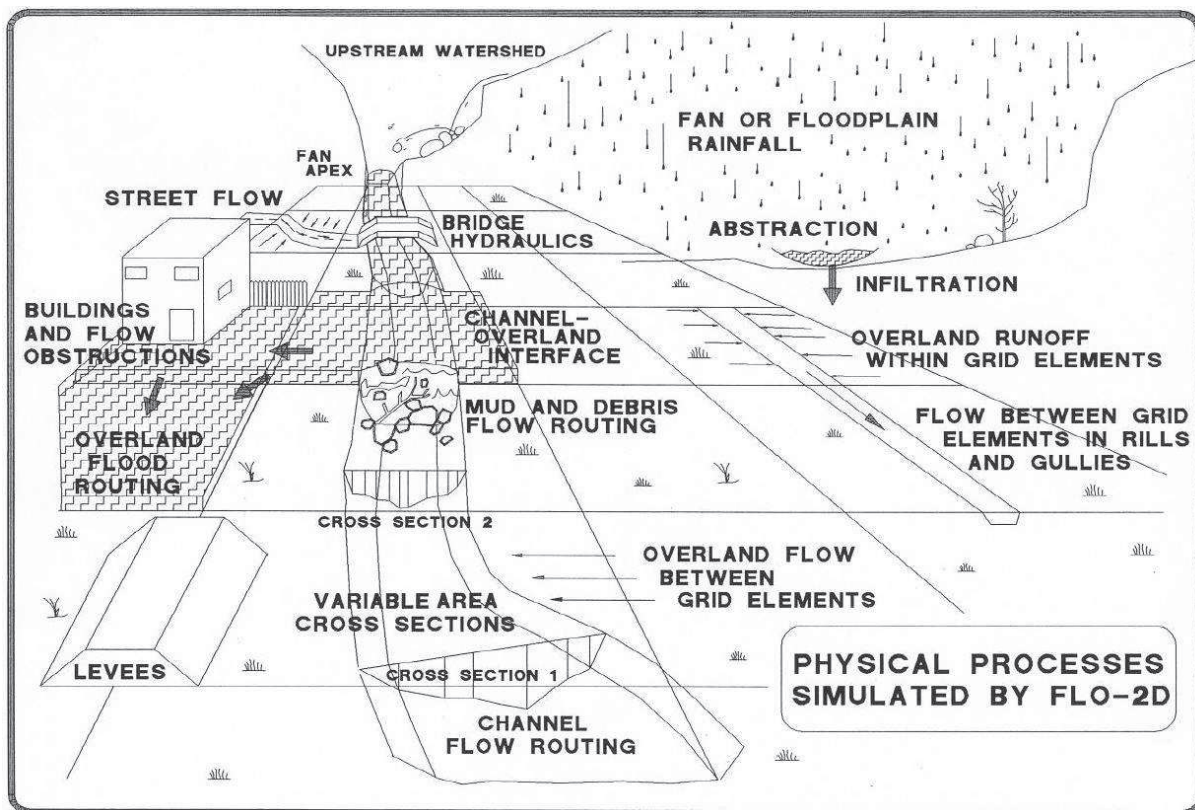 UPSTREAM WATERSHED
FAN OR FLOODPLAIN
RAINFALL
FAN
APEX
STREET FLOW
BRIDGE
HYDRAULICS
ABSTRACTION
INFILTRATION
BUILDINGS
AND FLOW
OBSTRUCTIONS
CHANNEL-
OVERLAND
INTERFACE
OVERLAND RUNOFF
WITHIN GRID ELEMENTS
MUD AND DEBRIS
FLOW ROUTING
FLOW BETWEEN GRID
ELEMENTS IN RILLS
AND GULLIES
OVERLAND
FLOOD
ROUTING
CROSS SECTION 2
OVERLAND FLOW
BETWEEN
GRID ELEMENTS
VARIABLE AREA
CROSS SECTIONS
LEVEES
CROSS SECTION 1
CHANNEL
FLOW ROUTING
PHYSICAL PROCESSES
SIMULATED BY FLO-2D